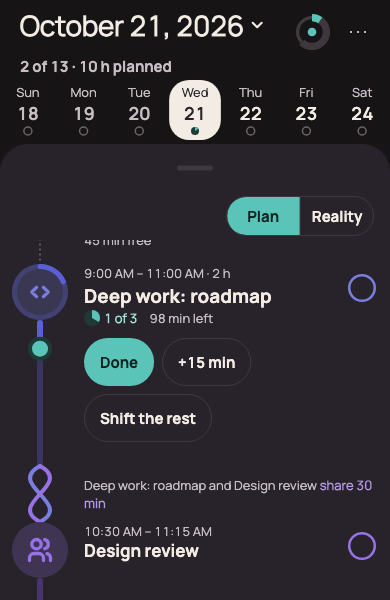 October 21, 2026
2 of 13 · 10 h planned
Sun Mon Tue Wed Thu Fri Sat
18 19 20 21 22 23 24
Plan Reality
45 min free
9:00 AM – 11:00 AM · 2 h
Deep work: roadmap
1 of 3 98 min left
Done +15 min
Shift the rest
Deep work: roadmap and Design review share 30
min
10:30 AM – 11:15 AM
Design review